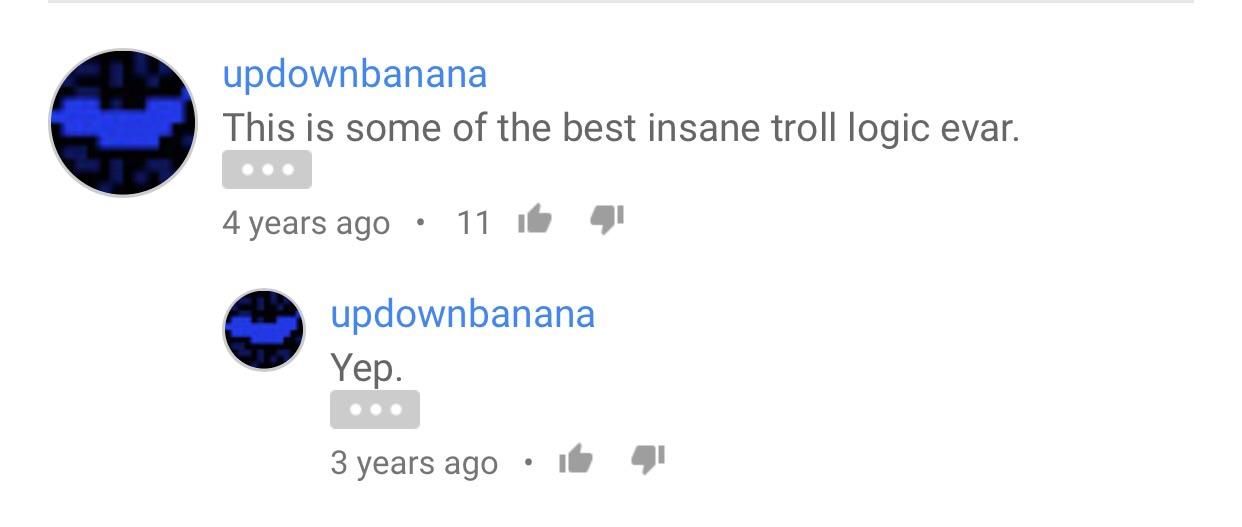 updownbanana
This is some of the best insane troll logic evar.
4 years ago • 11
updownbanana
Yep.
3 years ago •